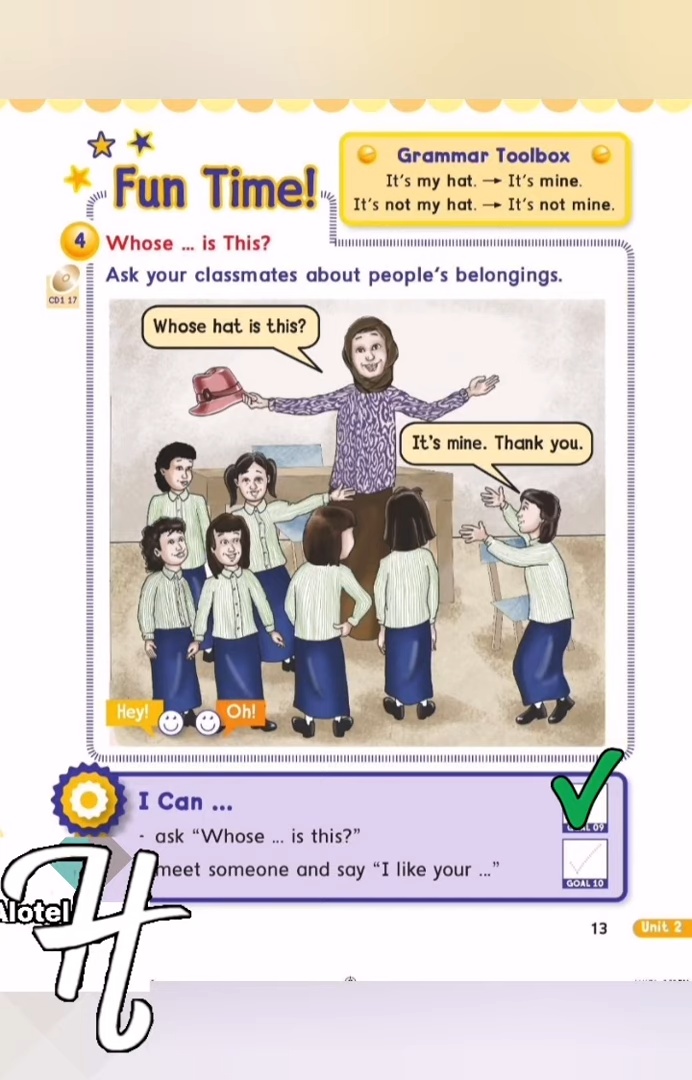 Fun Time!
Grammar Toolbox
It's my hat. → It's mine.
It's not my hat. → It's not mine.
4 Whose ... is This?
CD1 17
Ask your classmates about people's belongings.
Whose hat is this?
It's mine. Thank you.
Hey!
Oh!
I Can ...
- ask “Whose ... is this?”
meet someone and say “I like your ...”
GOAL 10
Alotel
H
13
Unit 2